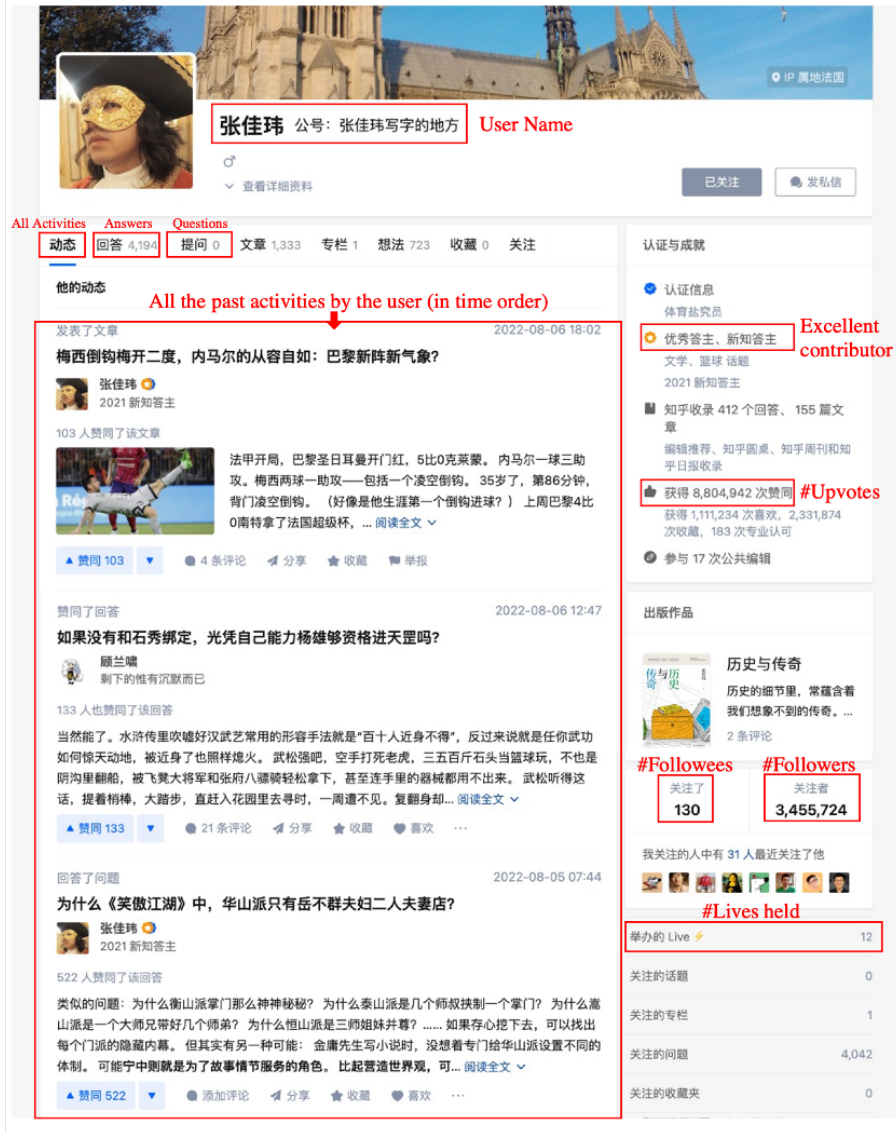 IP 属地法国
张佳玮 公号：张佳玮写字的地方
User Name
查看详细资料
已关注
发私信
All Activities
Answers
Questions
动态 回答 4,194 提问 0 文章 1,333 专栏 1 想法 723 收藏 0 关注
他的动态
All the past activities by the user (in time order)
发表了文章
2022-08-06 18:02
梅西倒钩梅开二度，内马尔的从容自如：巴黎新阵新气象？
张佳玮
2021 新知答主
103 人赞同了该文章
法甲开局，巴黎圣日耳曼开门红，5比0克莱蒙。 内马尔一球三助
攻。梅西两球一助攻——包括一个凌空倒钩。 35岁了，第86分钟，
背门凌空倒钩。 （好像是他生涯第一个倒钩进球？ ） 上周巴黎4比
0南特拿了法国超级杯，... 阅读全文
赞同 103
4 条评论
分享
收藏
举报
赞同了回答
2022-08-06 12:47
如果没有和石秀绑定，光凭自己能力杨雄够资格进天罡吗？
顾兰啸
剩下的惟有沉默而已
133 人也赞同了该回答
当然能了。水浒传里吹嘘好汉武艺常用的形容手法就是“百十人近身不得”，反过来说就是任你武功
如何惊天动地，被近身了也照样熄火。 武松强吧，空手打死老虎，三五百斤石头当篮球玩，不也是
阴沟里翻船，被飞凳大将军和张府八骠骑轻松拿下，甚至连手里的器械都用不出来。 武松听得这
话，提着梢棒，大踏步，直赶入花园里去寻时，一周遭不见。复翻身却... 阅读全文
赞同 133
21 条评论
分享
收藏
喜欢
...
回答了问题
2022-08-05 07:44
为什么《笑傲江湖》中，华山派只有岳不群夫妇二人夫妻店？
张佳玮
2021 新知答主
522 人赞同了该回答
类似的问题：为什么衡山派掌门那么神神秘秘？ 为什么泰山派是几个师叔挟制一个掌门？ 为什么嵩
山派是一个大师兄带好几个师弟？ 为什么恒山派是三师姐妹并尊？ ...... 如果存心挖下去，可以找出
每个门派的隐藏内幕。 但其实有另一种可能： 金庸先生写小说时，没想着专门给华山派设置不同的
体制。 可能宁中则就是为了故事情节服务的角色。 比起营造世界观，可... 阅读全文
赞同 522
添加评论
分享
收藏
喜欢
...
认证与成就
认证信息
体育盐究员
优秀答主、新知答主
Excellent
contributor
文学、篮球 话题
2021 新知答主
知乎收录 412 个回答、 155 篇文
章
编辑推荐、知乎圆桌、知乎周刊和知
乎日报收录
获得 8,804,942 次赞同
#Upvotes
获得 1,111,234 次喜欢，2,331,874
次收藏，183 次专业认可
参与 17 次公共编辑
出版作品
传与历
奇 史
历史与传奇
历史的细节里，常蕴含着
我们想象不到的传奇。...
2 条评论
#Followees
#Followers
关注了
130
关注者
3,455,724
我关注的人中有 31 人最近关注了他
#Lives held
举办的 Live 12
关注的话题 0
关注的专栏 1
关注的问题 4,042
关注的收藏夹 0